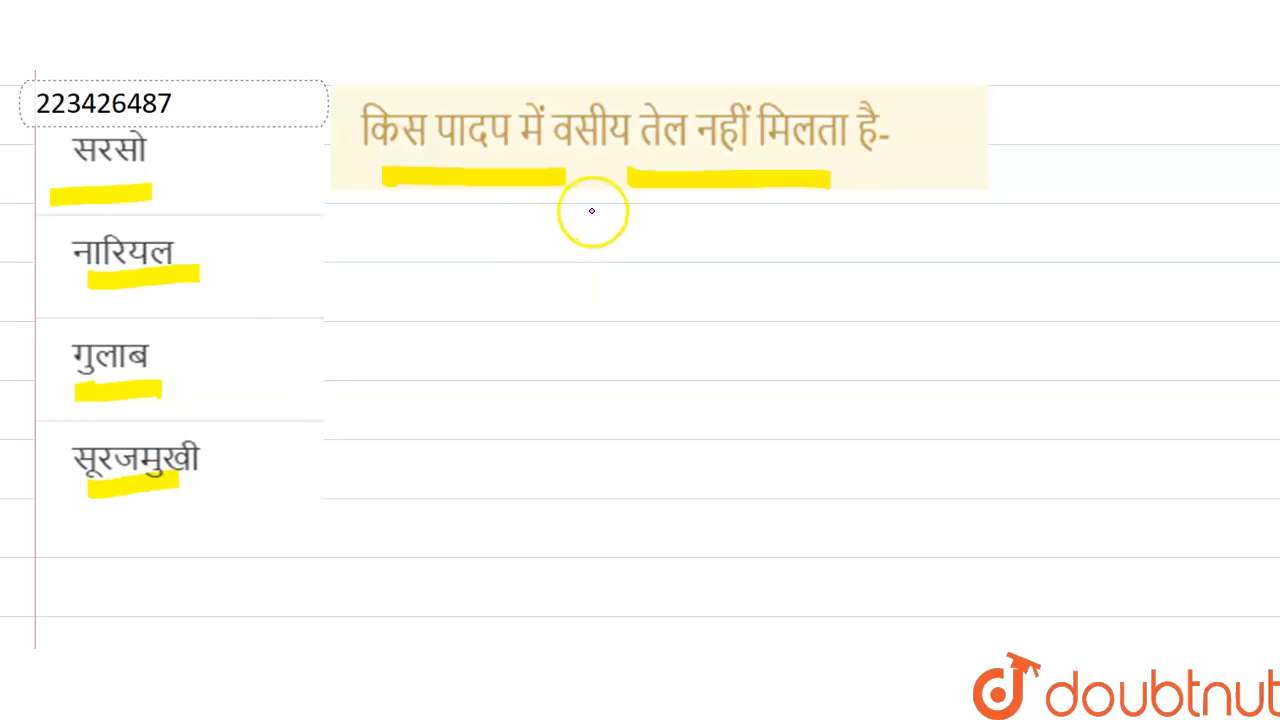 223426487
किस पादप में वसीय तेल नहीं मिलता है-
सरसो
नारियल
गुलाब
सूरजमुखी
doubtnut